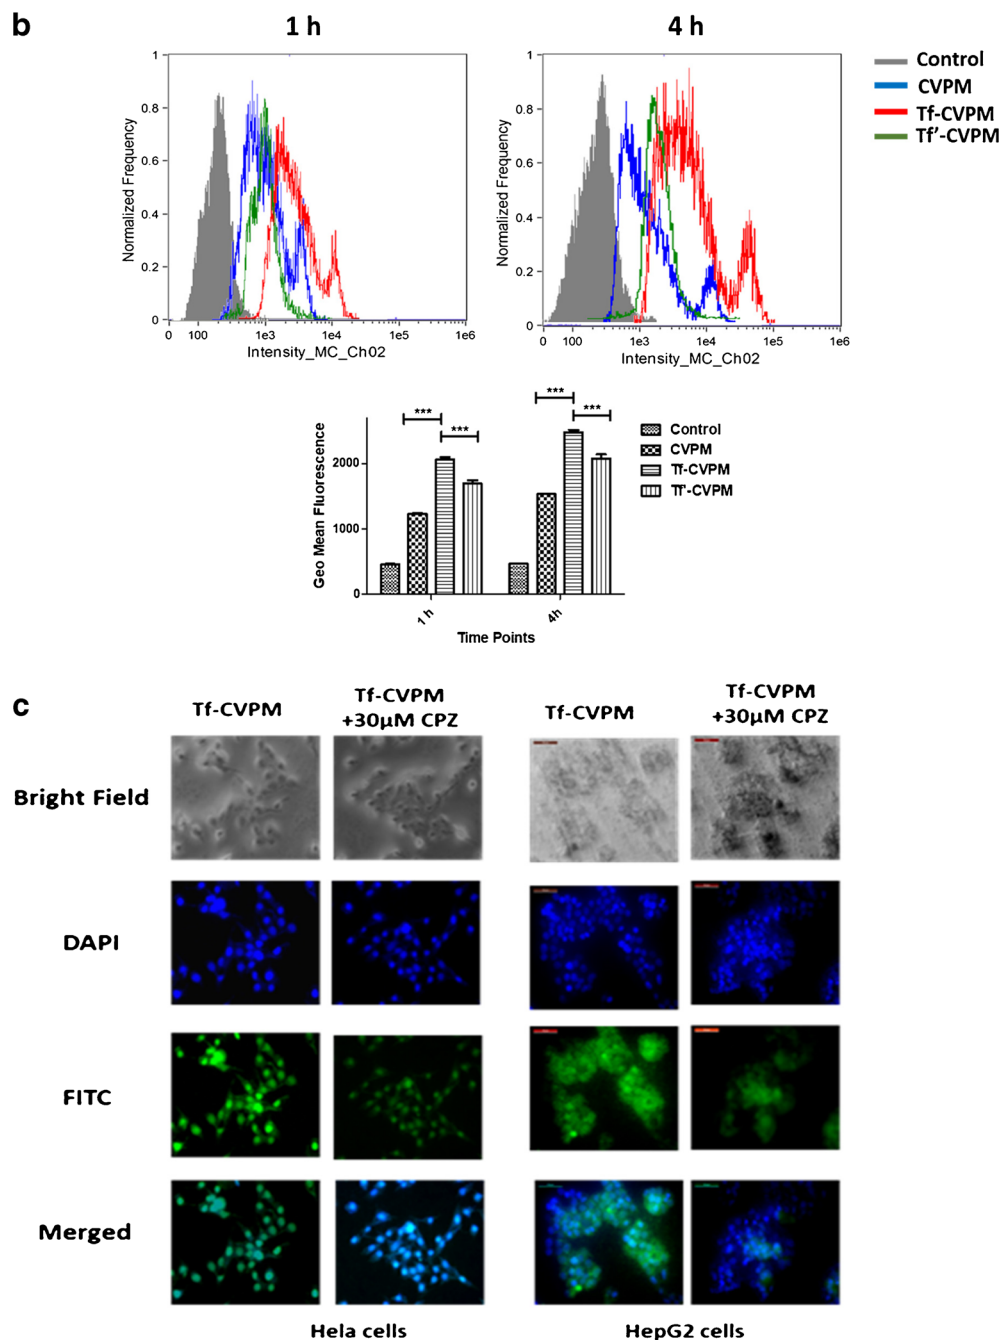 b
1 h
4 h
Control
CVPM
Tf-CVPM
Tf'-CVPM
Normalized Frequency
1
0.8
0.6
0.4
0.2
0
0 100 1e3 1e4 1e5 1e6
Intensity_MC_Ch02
Normalized Frequency
1
0.8
0.6
0.4
0.2
0
0 100 1e3 1e4 1e5 1e6
Intensity_MC_Ch02
Geo Mean Fluorescence
2000
1000
0
*** ***
*** ***
1 h
4h
Time Points
Control
CVPM
Tf-CVPM
Tf'-CVPM
c
Tf-CVPM
Tf-CVPM
+30μM CPZ
Tf-CVPM
Tf-CVPM
+30μM CPZ
Bright Field
DAPI
FITC
Merged
Hela cells
HepG2 cells